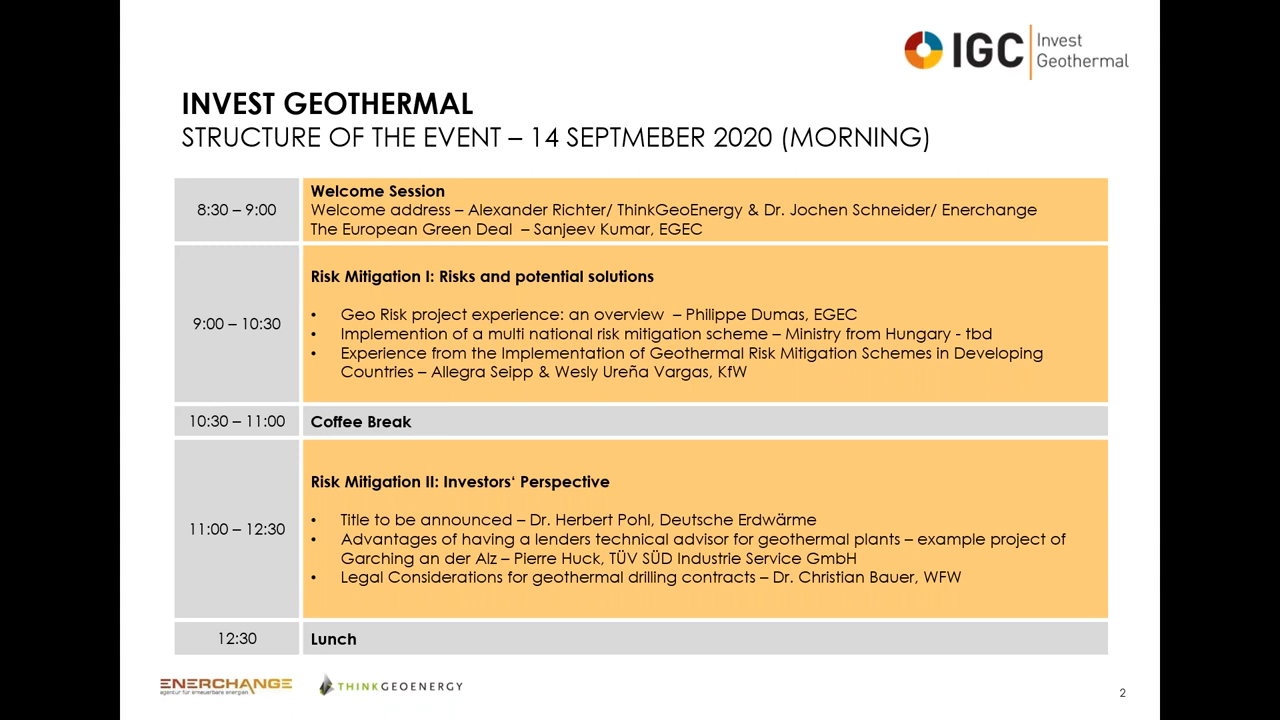 IGC Invest
Geothermal
INVEST GEOTHERMAL
STRUCTURE OF THE EVENT – 14 SEPTMEBER 2020 (MORNING)
8:30 – 9:00
Welcome Session
Welcome address – Alexander Richter/ ThinkGeoEnergy & Dr. Jochen Schneider/ Enerchange
The European Green Deal – Sanjeev Kumar, EGEC
9:00 – 10:30
Risk Mitigation I: Risks and potential solutions
• Geo Risk project experience: an overview – Philippe Dumas, EGEC
• Implemention of a multi national risk mitigation scheme – Ministry from Hungary - tbd
• Experience from the Implementation of Geothermal Risk Mitigation Schemes in Developing
Countries – Allegra Seipp & Wesly Ureña Vargas, KfW
10:30 – 11:00
Coffee Break
11:00 – 12:30
Risk Mitigation II: Investors‘ Perspective
• Title to be announced – Dr. Herbert Pohl, Deutsche Erdwärme
• Advantages of having a lenders technical advisor for geothermal plants – example project of
Garching an der Alz – Pierre Huck, TÜV SÜD Industrie Service GmbH
• Legal Considerations for geothermal drilling contracts – Dr. Christian Bauer, WFW
12:30
Lunch
ENERCHANGE
agentur für erneuerbare energien
THINKGEOENERGY
2